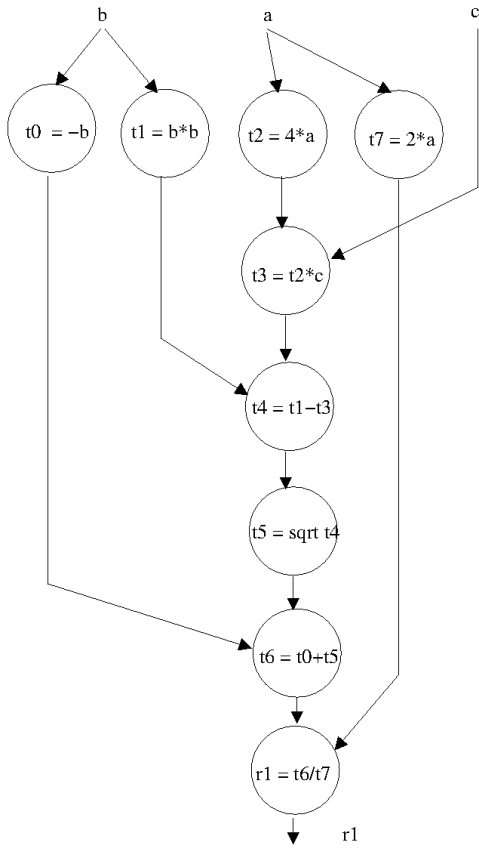 b
a
c
t0 = −b
t1 = b*b
t2 = 4*a
t7 = 2*a
t3 = t2*c
t4 = t1−t3
t5 = sqrt t4
t6 = t0+t5
r1 = t6/t7
r1